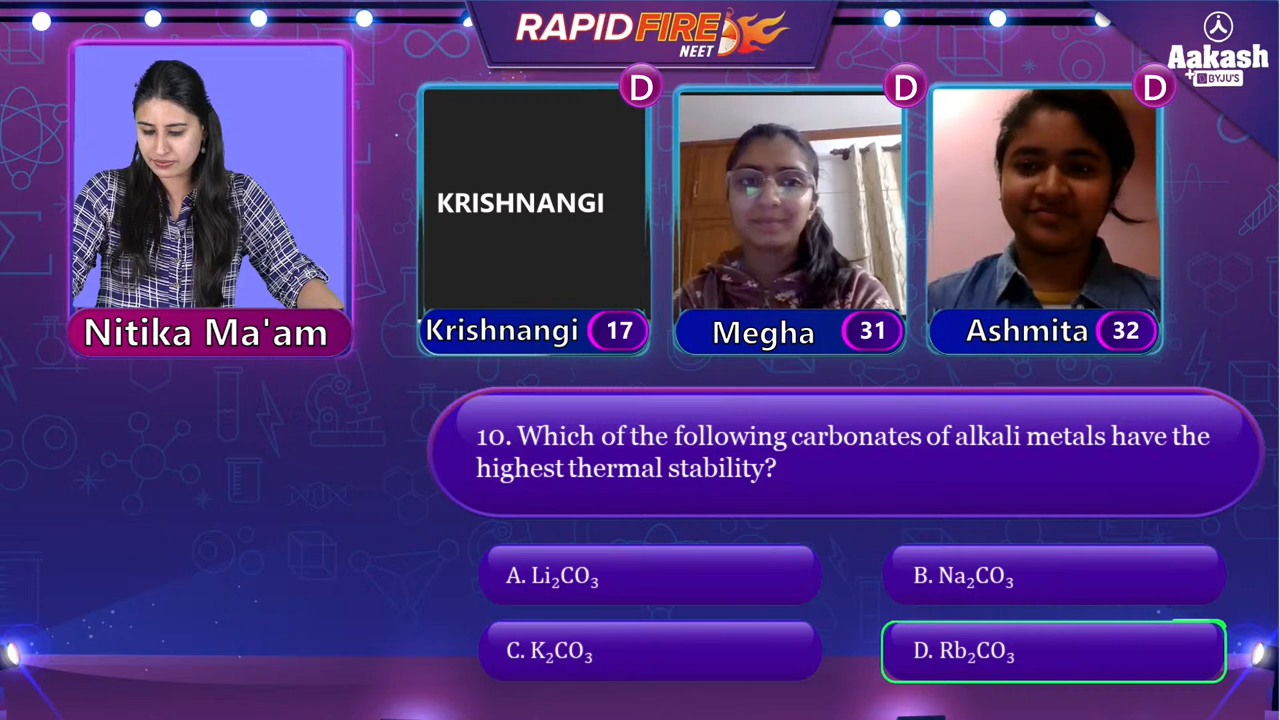 RAPID FIRE
NEET
Aakash
+ BYJU'S
D
D
D
KRISHNANGI
Nitika Ma'am
Krishnangi 17
Megha 31
Ashmita 32
10. Which of the following carbonates of alkali metals have the
highest thermal stability?
A. Li₂CO₃
B. Na₂CO₃
C. K₂CO₃
D. Rb₂CO₃